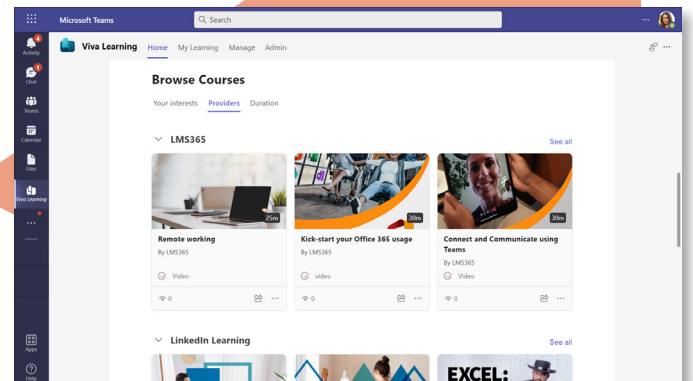 Microsoft Teams
Search
4
Activity
1
Chat
Teams
Calendar
Files
Viva Learning
Apps
Help
Viva Learning Home My Learning Manage Admin
Browse Courses
Your interests Providers Duration
LMS365 See all
25m
30m
30m
Remote working
By LMS365
Video
0
Kick-start your Office 365 usage
By LMS365
video
0
Connect and Communicate using
Teams
By LMS365
Video
0
LinkedIn Learning See all
EXCEL: